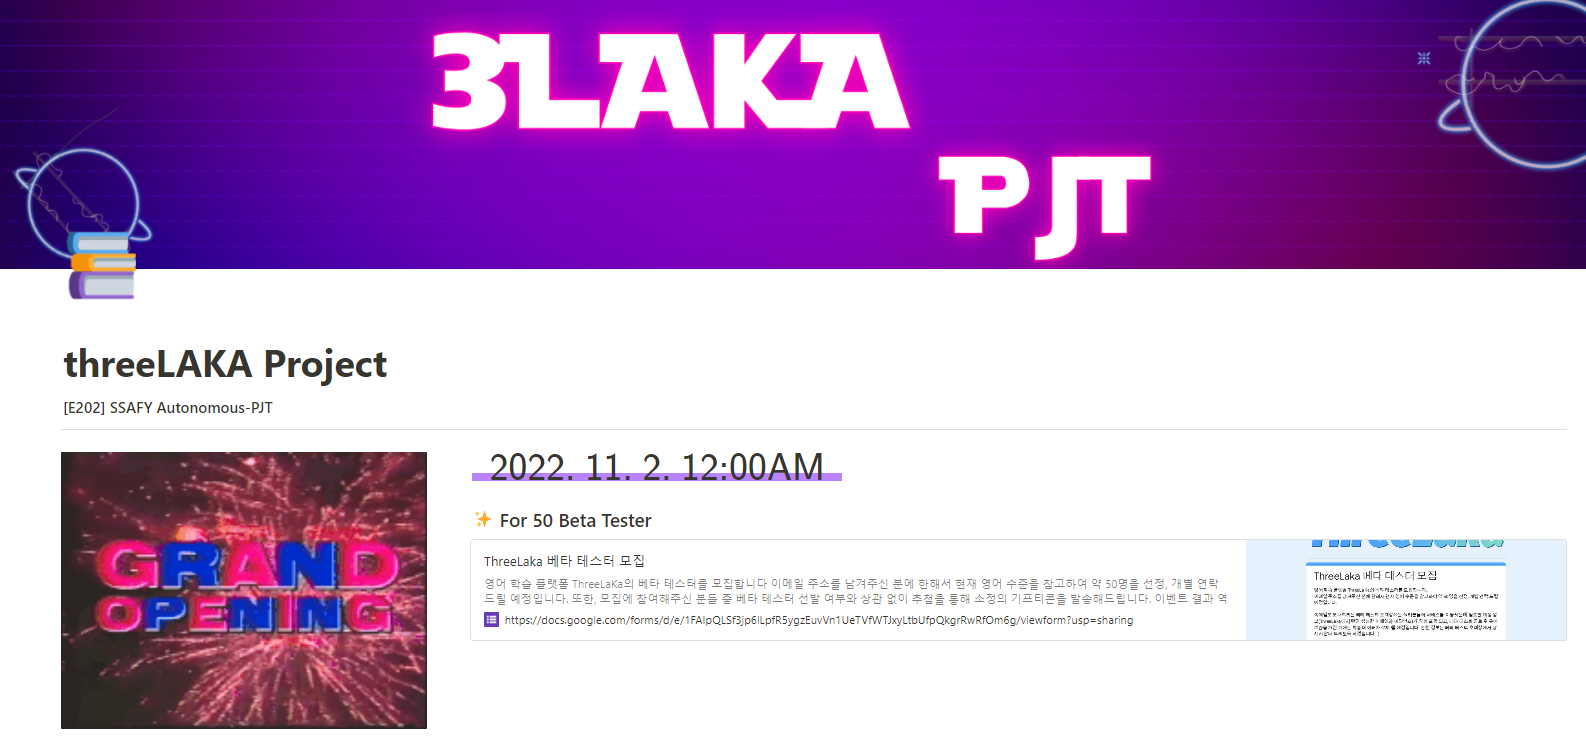 3LAKA
PJT
threeLAKA Project
[E202] SSAFY Autonomous-PJT
GRAND
OPENING
2022. 11. 2. 12:00AM
✨ For 50 Beta Tester
ThreeLaka 베타 테스터 모집
영어 학습 플랫폼 ThreeLaKa의 베타 테스터를 모집합니다 이메일 주소를 남겨주신 분에 한해서 현재 영어 수준을 참고하여 약 50명을 선정, 개별 연락
드릴 예정입니다. 또한, 모집에 참여해주신 분들 중 베타 테스터 선발 여부와 상관 없이 추첨을 통해 소정의 기프티콘을 발송해드립니다. 이벤트 결과 역
https://docs.google.com/forms/d/e/1FAIpQLSf3jp6lLpfR5ygzEuvVn1UeTVfWTJxyLtbUfpQkgrRwRfOm6g/viewform?usp=sharing
ThreeLaka
ThreeLaka 베타 테스터 모집